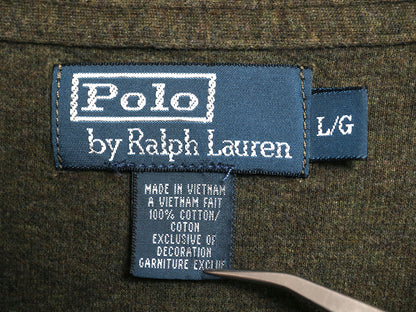 Polo
by Ralph Lauren
L/G
MADE IN VIETNAM
A VIETNAM FAIT
100% COTTON/
COTON
EXCLUSIVE OF
DECORATION
GARNITURE EXCLUE